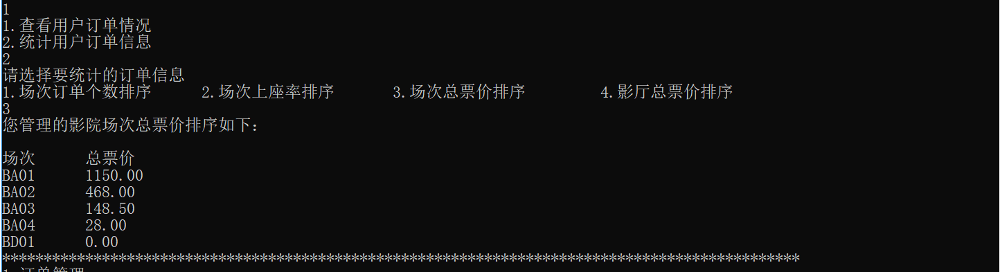 1
1.查看用户订单情况
2.统计用户订单信息
2
请选择要统计的订单信息
1.场次订单个数排序 2.场次上座率排序 3.场次总票价排序 4.影厅总票价排序
3
您管理的影院场次总票价排序如下：
场次 总票价
BA01 1150.00
BA02 468.00
BA03 148.50
BA04 28.00
BD01 0.00
************************************************************************************************
1.订单管理